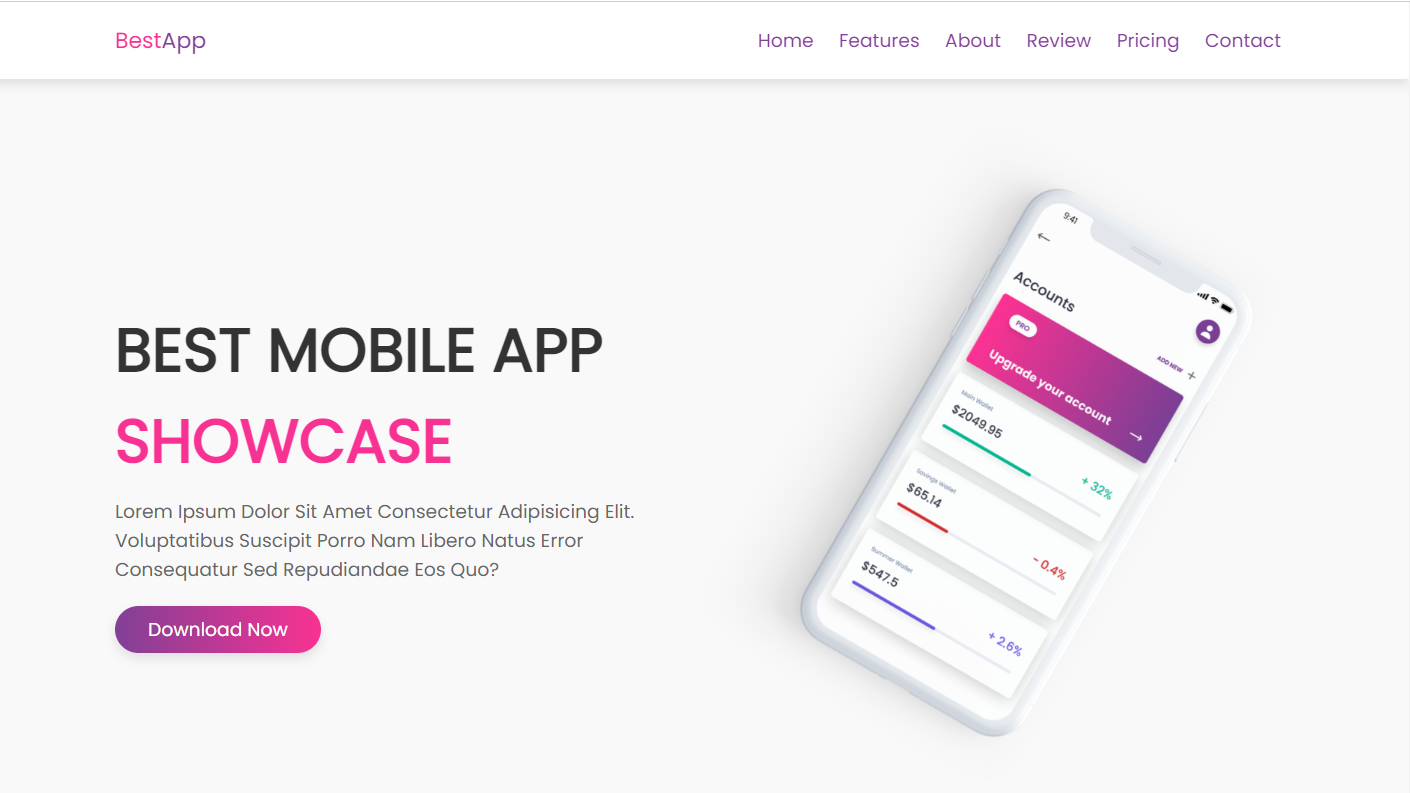 BestApp
Home Features About Review Pricing Contact
BEST MOBILE APP
SHOWCASE
Lorem Ipsum Dolor Sit Amet Consectetur Adipisicing Elit.
Voluptatibus Suscipit Porro Nam Libero Natus Error
Consequatur Sed Repudiandae Eos Quo?
Download Now
9:41
Accounts
ADD NEW +
PRO
Upgrade your account
Main Wallet
$2049.95
+ 32%
Savings Wallet
$65.14
- 0.4%
Summer Wallet
$547.5
+ 2.6%